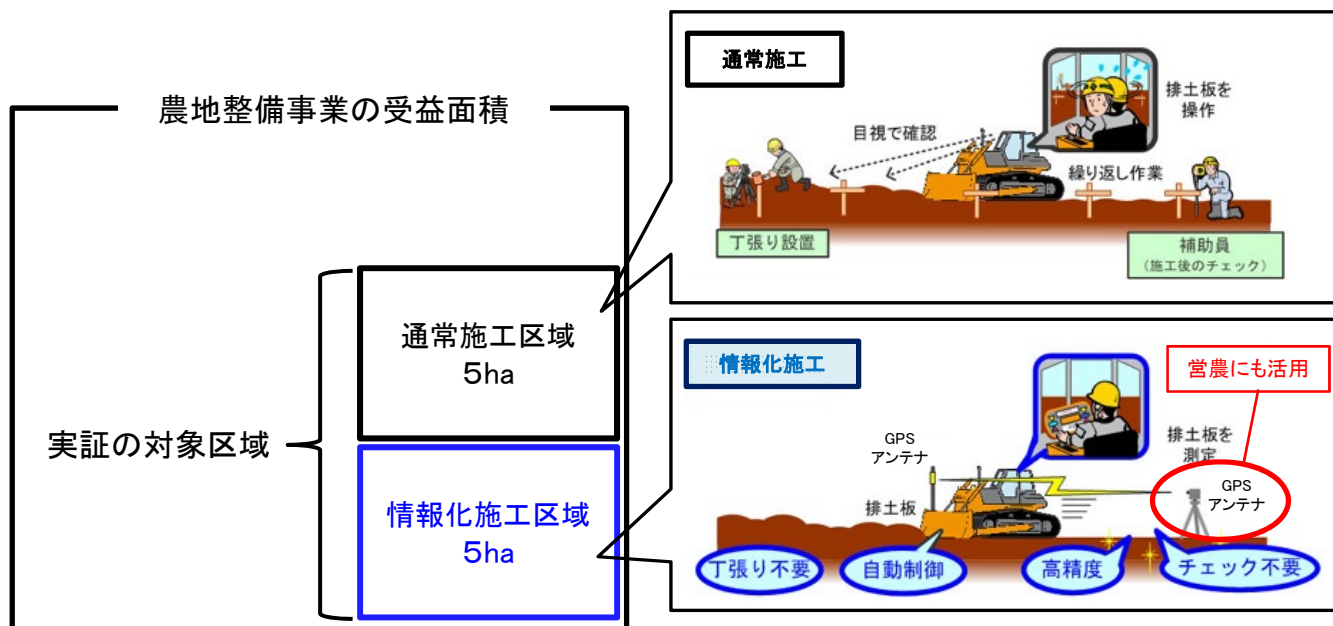 農地整備事業の受益面積
実証の対象区域
通常施工区域
5ha
情報化施工区域
5ha
通常施工
排土板を
操作
目視で確認
繰り返し作業
丁張り設置
補助員
(施工後のチェック)
情報化施工
営農にも活用
GPS
アンテナ
排土板を
測定
GPS
アンテナ
排土板
丁張り不要
自動制御
高精度
チェック不要